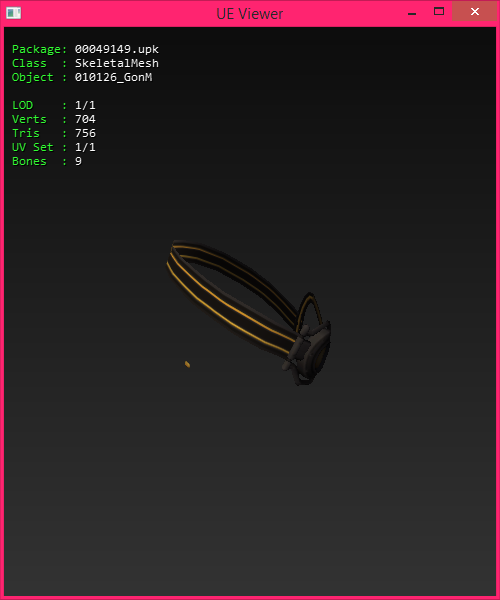 UE Viewer
Package: 00049149.upk
Class  : SkeletalMesh
Object : 010126_GonM
LOD    : 1/1
Verts  : 704
Tris   : 756
UV Set : 1/1
Bones  : 9